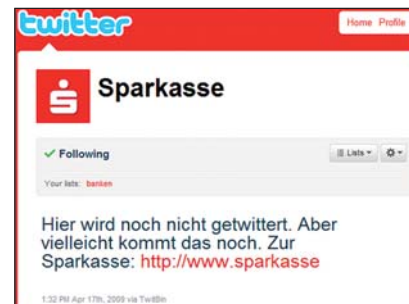 twitter
Home Profile
Sparkasse
Following
Lists
Your lists: banken
Hier wird noch nicht getwittert. Aber
vielleicht kommt das noch. Zur
Sparkasse: http://www.sparkasse
1:32 PM Apr 17th, 2009 via TwitBin